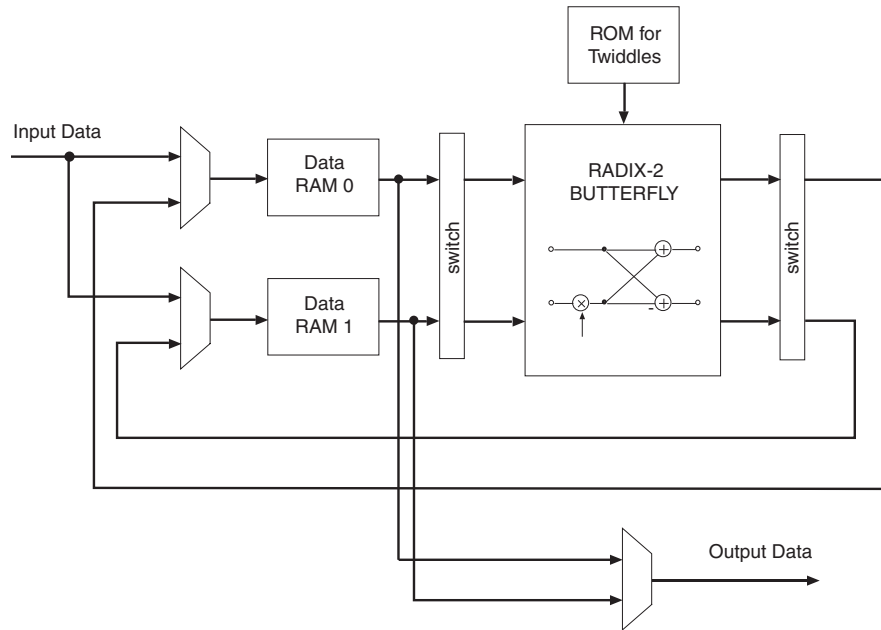 ROM for
Twiddles
Input Data
Data
RAM 0
switch
RADIX-2
BUTTERFLY
switch
Data
RAM 1
-
Output Data